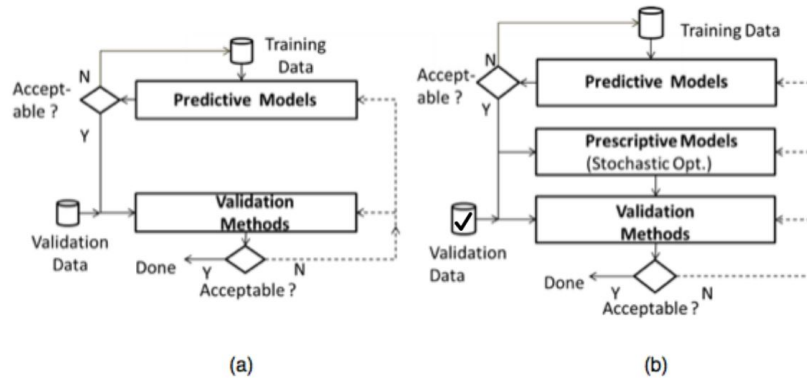 Training
Data
N
Accept-
able ?
Predictive Models
Y
Validation
Methods
Validation
Data
Done
Y
N
Acceptable ?
(a)
Training Data
N
Accept-
able ?
Predictive Models
Y
Prescriptive Models
(Stochastic Opt.)
Validation
Methods
Validation
Data
Done
Y
N
Acceptable ?
(b)